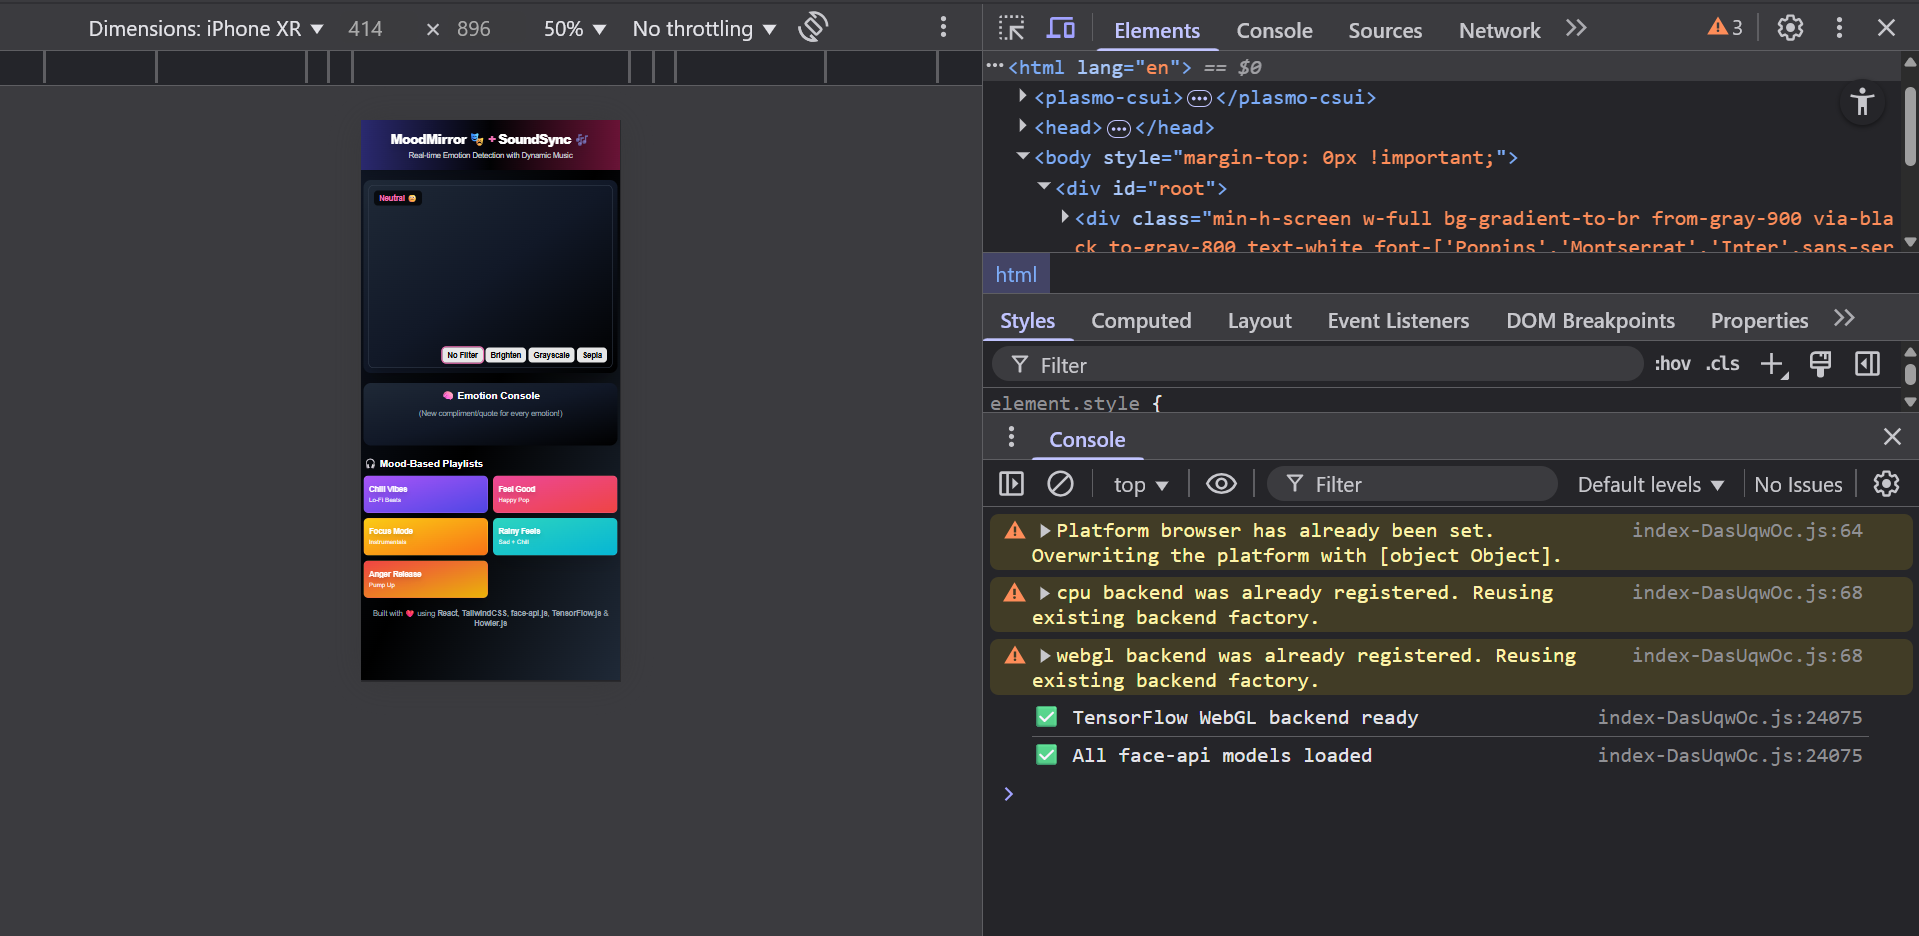 Dimensions: iPhone XR ▼ 414 × 896 50% ▼ No throttling ▼
MoodMirror 🎭 + SoundSync 🎶
Real-time Emotion Detection with Dynamic Music
Neutral 😐
No Filter Brighten Grayscale Sepia
🧠 Emotion Console
(New compliment/quote for every emotion!)
🎧 Mood-Based Playlists
Chill Vibes
Lo-Fi Beats
Feel Good
Happy Pop
Focus Mode
Instrumentals
Rainy Feels
Sad + Chill
Anger Release
Pump Up
Built with ❤️ using React, TailwindCSS, face-api.js, TensorFlow.js &
Howler.js
Elements Console Sources Network 3
<html lang="en"> == $0
<plasmo-csui> </plasmo-csui>
<head> </head>
<body style="margin-top: 0px !important;">
<div id="root">
<div class="min-h-screen w-full bg-gradient-to-br from-gray-900 via-bla
ck to-gray-800 text-white font-['Poppins','Montserrat','Inter',sans-ser
html
Styles Computed Layout Event Listeners DOM Breakpoints Properties
Filter :hov .cls
element.style {
Console
top ▼ Filter Default levels ▼ No Issues
Platform browser has already been set. index-DasUqwOc.js:64
Overwriting the platform with [object Object].
cpu backend was already registered. Reusing index-DasUqwOc.js:68
existing backend factory.
webgl backend was already registered. Reusing index-DasUqwOc.js:68
existing backend factory.
✅ TensorFlow WebGL backend ready index-DasUqwOc.js:24075
✅ All face-api models loaded index-DasUqwOc.js:24075